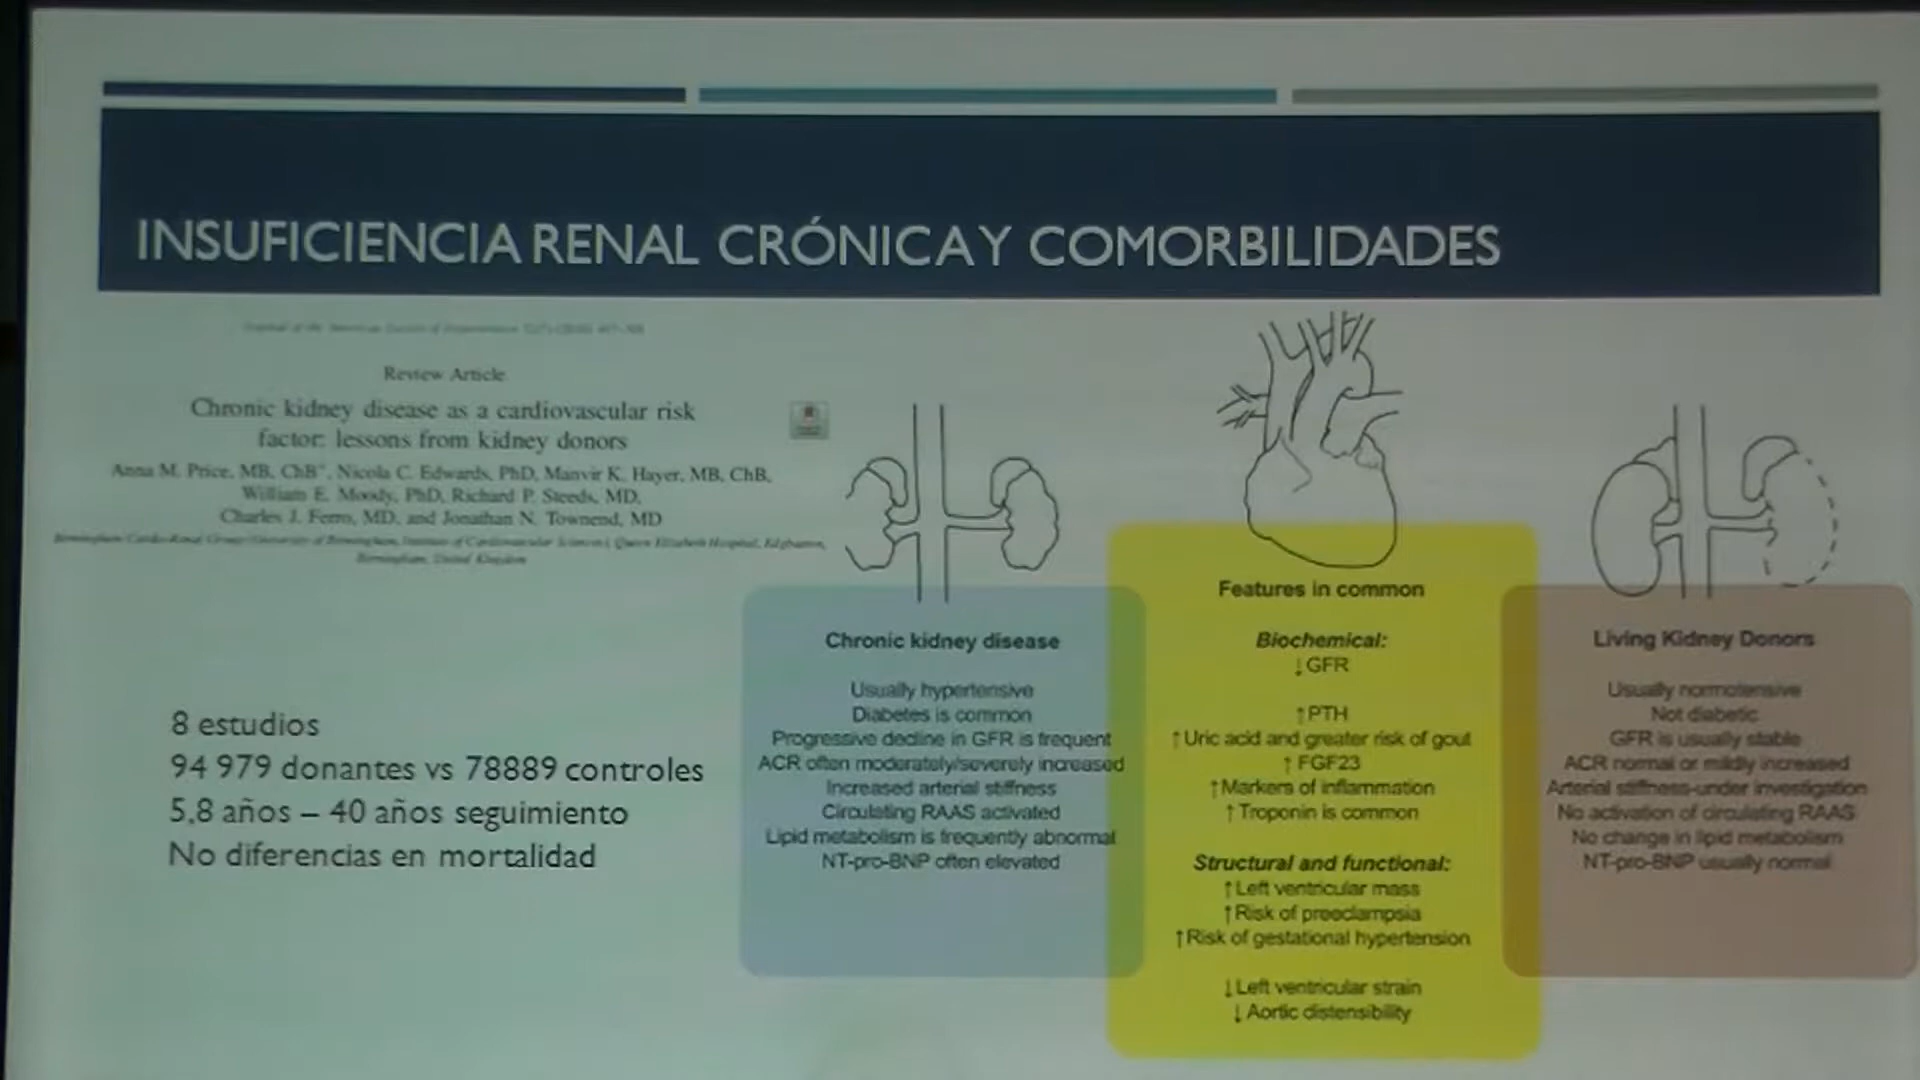 INSUFICIENCIA RENAL CRÓNICA Y COMORBILIDADES
Review Article
Chronic kidney disease as a cardiovascular risk
factor: lessons from kidney donors
Anna M. Price, MB, ChB*, Nicola C. Edwards, PhD, Manvir K. Hayer, MB, ChB,
William E. Moody, PhD, Richard P. Steeds, MD,
Charles J. Ferro, MD, and Jonathan N. Townend, MD
Birmingham, United Kingdom
8 estudios
94 979 donantes vs 78889 controles
5,8 años – 40 años seguimiento
No diferencias en mortalidad
Chronic kidney disease
Usually hypertensive
Diabetes is common
Progressive decline in GFR is frequent
ACR often moderately/severely increased
Increased arterial stiffness
Circulating RAAS activated
Lipid metabolism is frequently abnormal
NT-pro-BNP often elevated
Features in common
Biochemical:
↓GFR
↑PTH
↑Uric acid and greater risk of gout
↑FGF23
↑Markers of inflammation
↑Troponin is common
Structural and functional:
↑Left ventricular mass
↑Risk of preeclampsia
↑Risk of gestational hypertension
↓Left ventricular strain
↓Aortic distensibility
Living Kidney Donors
Usually normotensive
Not diabetic
GFR is usually stable
ACR normal or mildly increased
Arterial stiffness-under investigation
No activation of circulating RAAS
No change in lipid metabolism
NT-pro-BNP usually normal